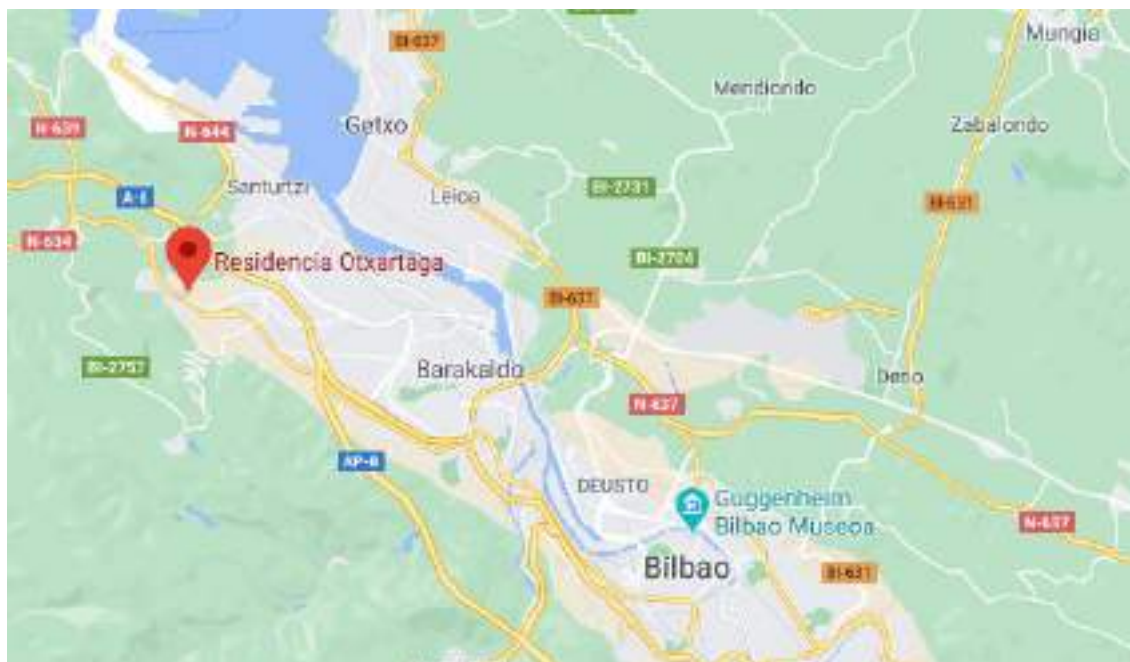 BI-637
Mungia
Mendiondo
N-639
N-644
Getxo
Zabalondo
A-8
Santurtzi
Leioa
BI-2731
BI-631
N-634
Residencia Otxartaga
BI-2704
BI-637
BI-2757
Barakaldo
Derio
N-637
AP-8
DEUSTO
Guggenheim
Bilbao Museoa
N-637
Bilbao
BI-631